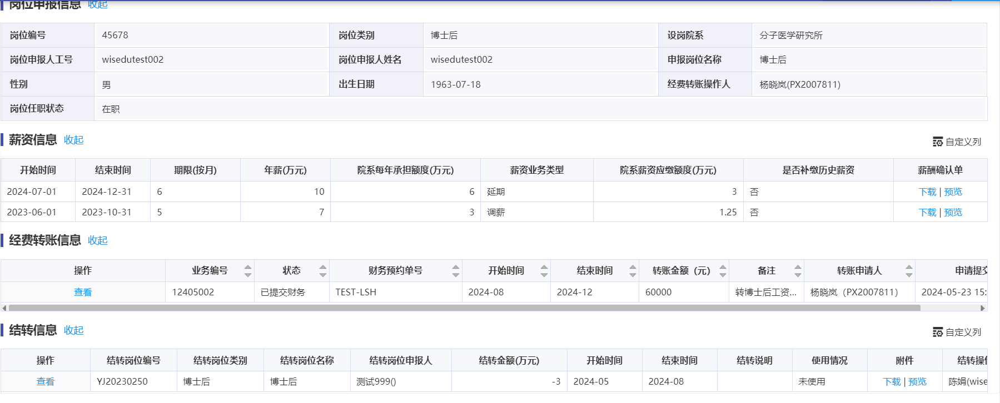 岗位申报信息 收起
岗位编号 45678 岗位类别 博士后 设岗院系 分子医学研究所
岗位申报人工号 wisedutest002 岗位申报人姓名 wisedutest002 申报岗位名称 博士后
性别 男 出生日期 1963-07-18 经费转账操作人 杨晓岚(PX2007811)
岗位任职状态 在职
薪资信息 收起 自定义列
开始时间 结束时间 期限(按月) 年薪(万元) 院系每年承担额度(万元) 薪资业务类型 院系薪资应缴额度(万元) 是否补缴历史薪资 薪酬确认单
2024-07-01 2024-12-31 6 10 6 延期 3 否 下载 | 预览
2023-06-01 2023-10-31 5 7 3 调薪 1.25 否 下载 | 预览
经费转账信息 收起
操作 业务编号 状态 财务预约单号 开始时间 结束时间 转账金额（元） 备注 转账申请人 申请提交
查看 12405002 已提交财务 TEST-LSH 2024-08 2024-12 60000 转博士后工资... 杨晓岚（PX2007811） 2024-05-23 15:
结转信息 收起 自定义列
操作 结转岗位编号 结转岗位类别 结转岗位名称 结转岗位申报人 结转金额(万元) 开始时间 结束时间 结转说明 使用情况 附件 结转操作
查看 YJ20230250 博士后 博士后 测试999() -3 2024-05 2024-08 未使用 下载 | 预览 陈娟(wise